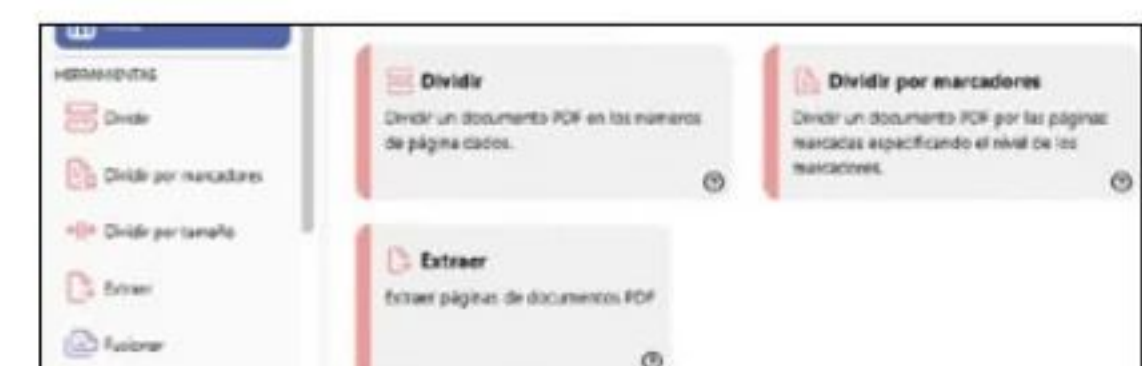 HERRAMIENTAS
Dividir
Dividir por marcadores
Dividir por tamaño
Extraer
Fusionar
Dividir
Dividir un documento PDF en los números
de página dados.
Dividir por marcadores
Dividir un documento PDF por las páginas
marcadas especificando el nivel de los
marcadores.
Extraer
Extraer páginas de documentos PDF